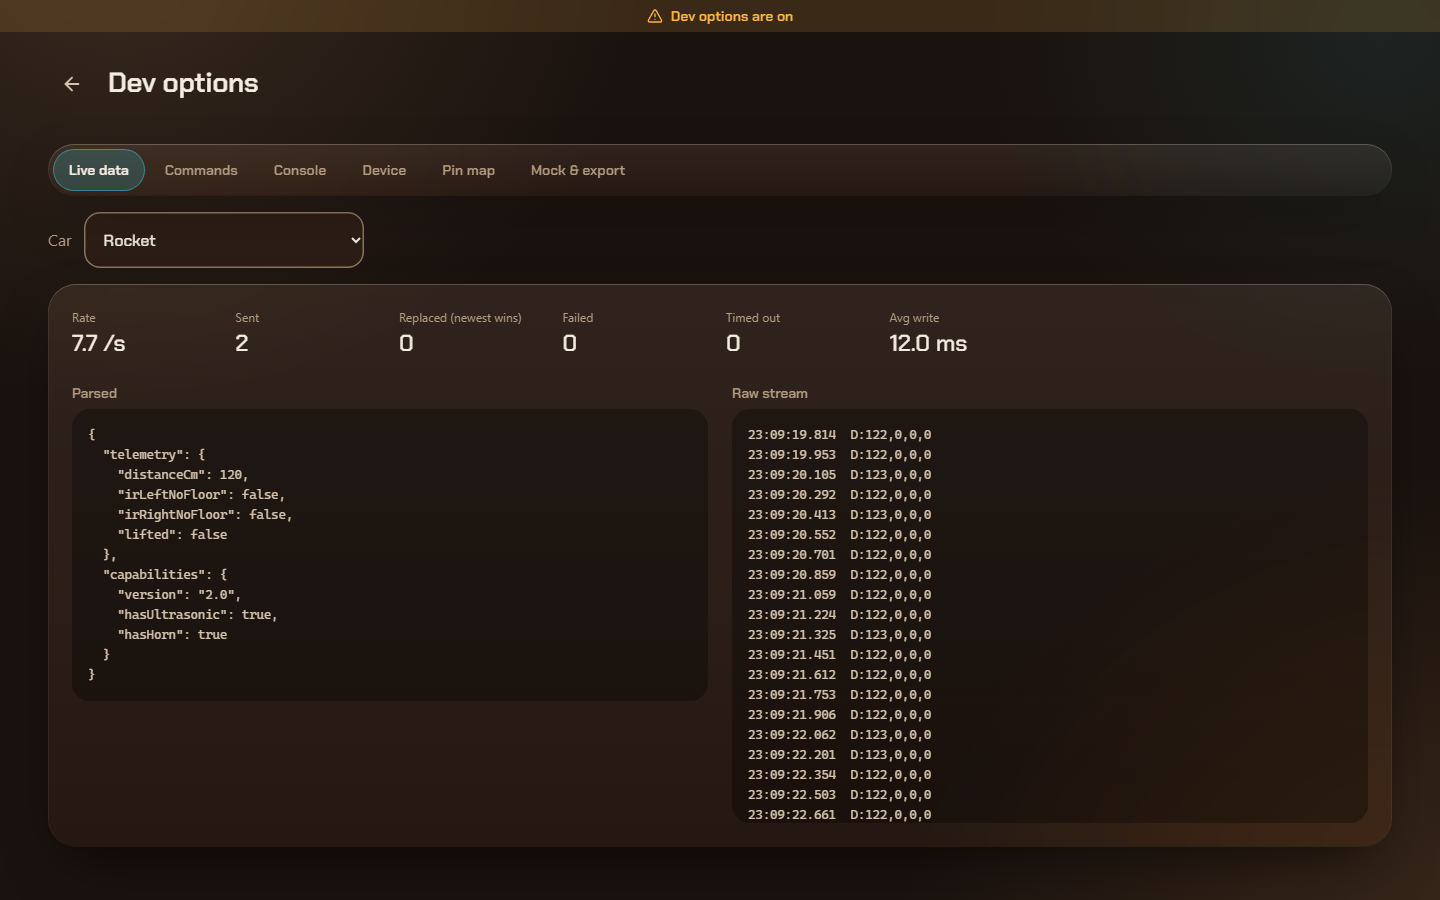 Dev options are on
Dev options
Live data Commands Console Device Pin map Mock & export
Car Rocket
Rate Sent Replaced (newest wins) Failed Timed out Avg write
7.7 /s 2 0 0 0 12.0 ms
Parsed
{
  "telemetry": {
    "distanceCm": 120,
    "irLeftNoFloor": false,
    "irRightNoFloor": false,
    "lifted": false
  },
  "capabilities": {
    "version": "2.0",
    "hasUltrasonic": true,
    "hasHorn": true
  }
}
Raw stream
23:09:19.814  D:122,0,0,0
23:09:19.953  D:122,0,0,0
23:09:20.105  D:123,0,0,0
23:09:20.292  D:122,0,0,0
23:09:20.413  D:123,0,0,0
23:09:20.552  D:122,0,0,0
23:09:20.701  D:122,0,0,0
23:09:20.859  D:122,0,0,0
23:09:21.059  D:122,0,0,0
23:09:21.224  D:122,0,0,0
23:09:21.325  D:123,0,0,0
23:09:21.451  D:122,0,0,0
23:09:21.612  D:122,0,0,0
23:09:21.753  D:122,0,0,0
23:09:21.906  D:122,0,0,0
23:09:22.062  D:123,0,0,0
23:09:22.201  D:123,0,0,0
23:09:22.354  D:122,0,0,0
23:09:22.503  D:122,0,0,0
23:09:22.661  D:122,0,0,0